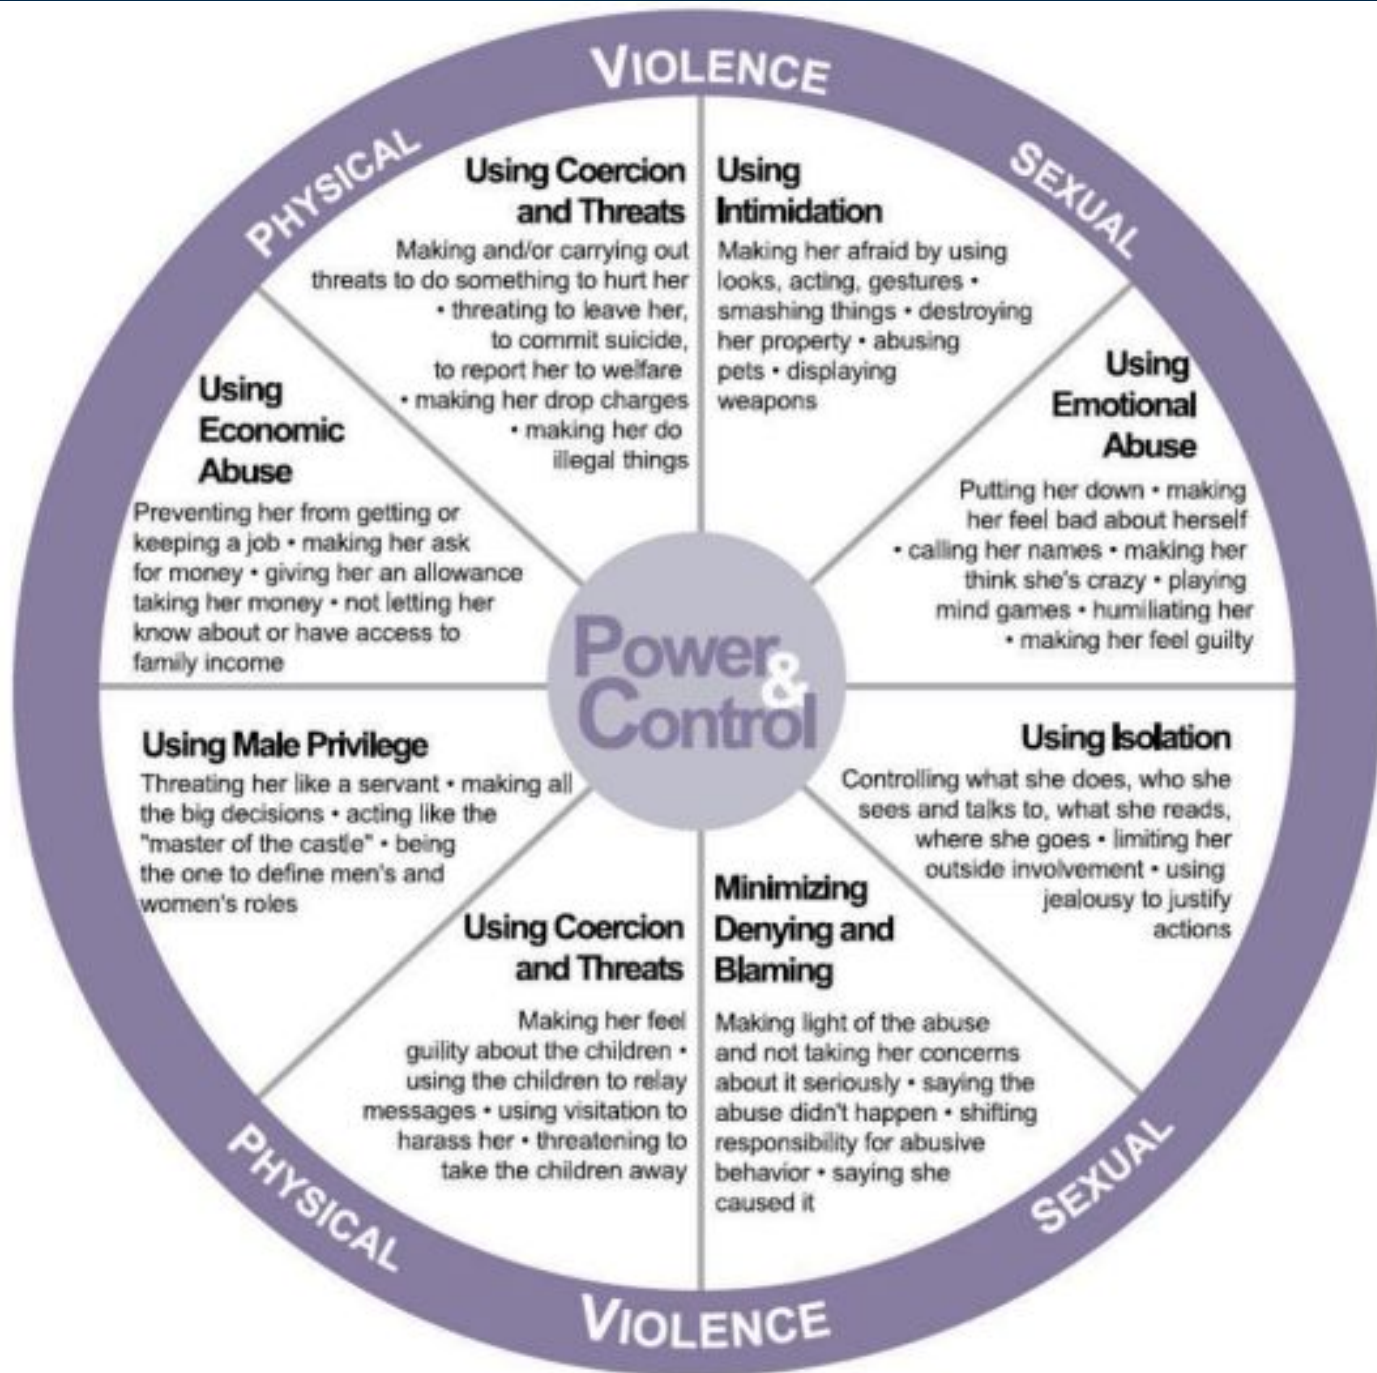 VIOLENCE
PHYSICAL
SEXUAL
Using Coercion
and Threats
Making and/or carrying out
threats to do something to hurt her
• threating to leave her,
to commit suicide,
to report her to welfare
• making her drop charges
• making her do
illegal things
Using
Intimidation
Making her afraid by using
looks, acting, gestures •
smashing things • destroying
her property • abusing
pets • displaying
weapons
Using
Economic
Abuse
Preventing her from getting or
keeping a job • making her ask
for money • giving her an allowance
taking her money • not letting her
know about or have access to
family income
Using
Emotional
Abuse
Putting her down • making
her feel bad about herself
• calling her names • making her
think she's crazy • playing
mind games • humiliating her
• making her feel guilty
Power
&
Control
Using Male Privilege
Threating her like a servant • making all
the big decisions • acting like the
"master of the castle" • being
the one to define men's and
women's roles
Using Isolation
Controlling what she does, who she
sees and talks to, what she reads,
where she goes • limiting her
outside involvement • using
jealousy to justify
actions
Using Coercion
and Threats
Making her feel
guility about the children •
using the children to relay
messages • using visitation to
harass her • threatening to
take the children away
Minimizing
Denying and
Blaming
Making light of the abuse
and not taking her concerns
about it seriously • saying the
abuse didn't happen • shifting
responsibility for abusive
behavior • saying she
caused it
PHYSICAL
SEXUAL
VIOLENCE